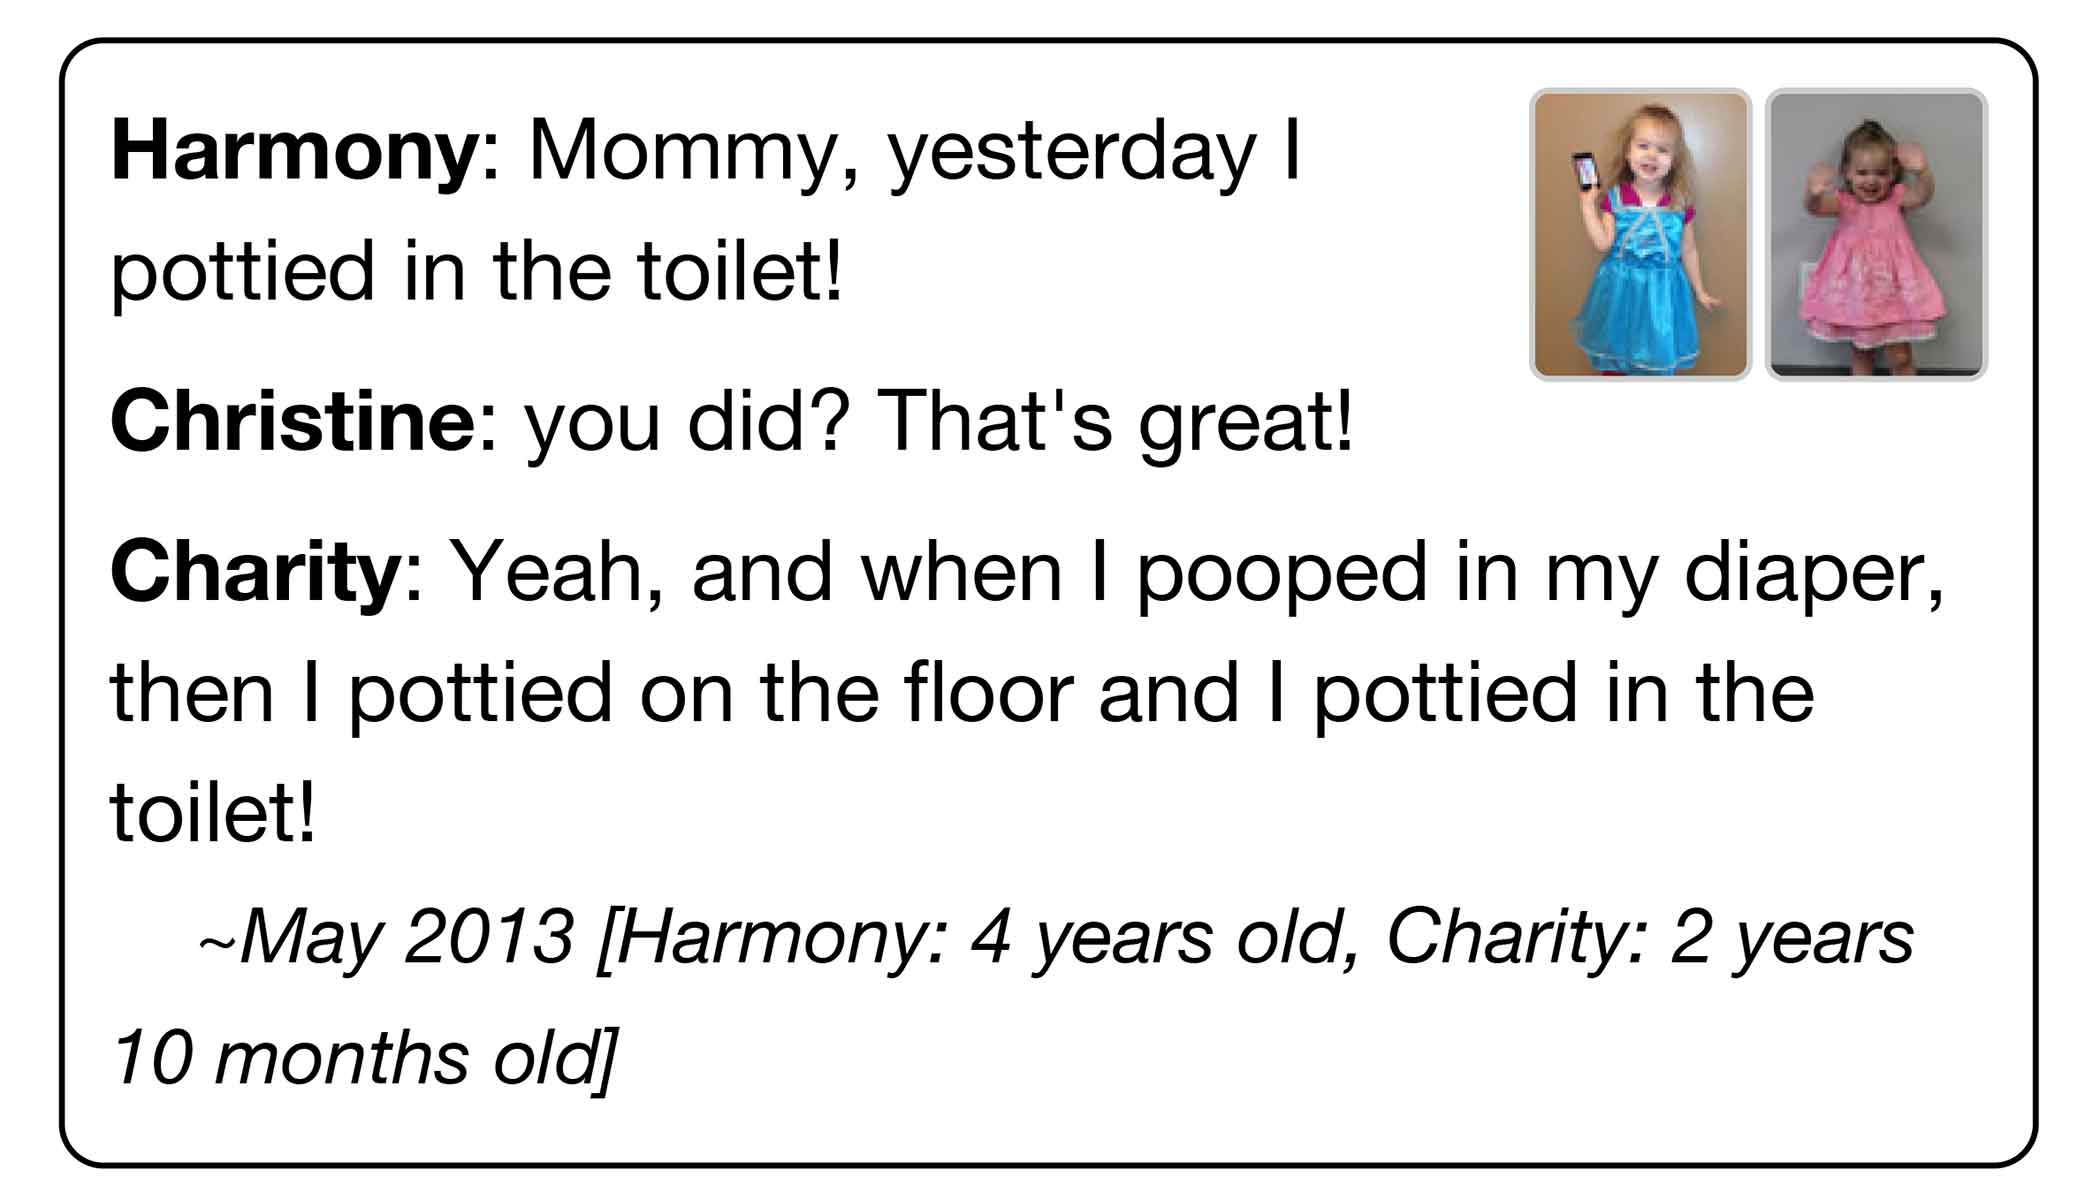 Harmony: Mommy, yesterday I
pottied in the toilet!
Christine: you did? That's great!
Charity: Yeah, and when I pooped in my diaper,
then I pottied on the floor and I pottied in the
toilet!
~May 2013 [Harmony: 4 years old, Charity: 2 years
10 months old]